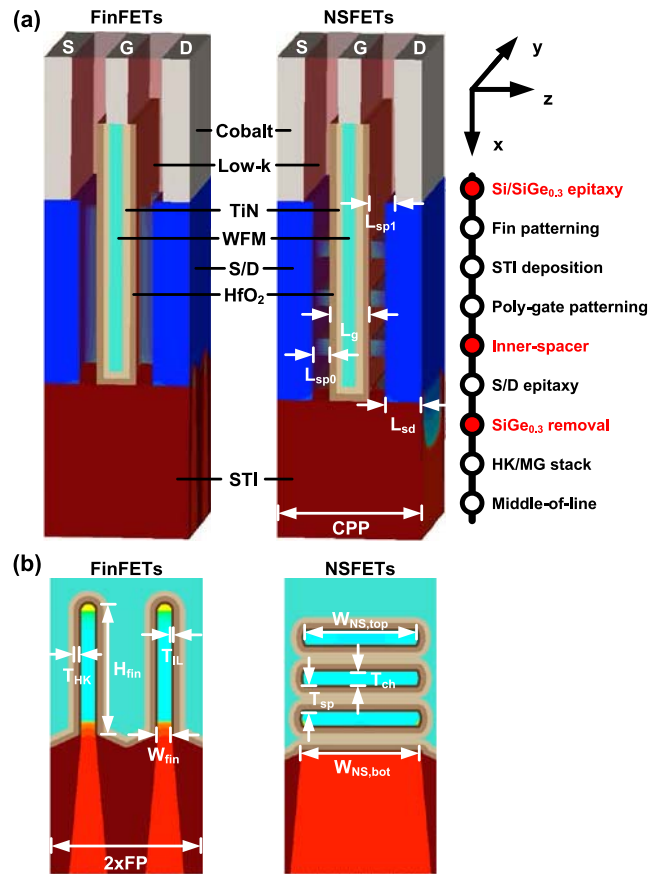 (a)
FinFETs
NSFETs
S G D
S G D
y
z
x
Cobalt
Low-k
TiN
WFM
S/D
HfO₂
STI
Lsp1
Lg
Lsp0
Lsd
CPP
Si/SiGe₀.₃ epitaxy
Fin patterning
STI deposition
Poly-gate patterning
Inner-spacer
S/D epitaxy
SiGe₀.₃ removal
HK/MG stack
Middle-of-line
(b)
FinFETs
NSFETs
THK
Hfin
TIL
Wfin
2xFP
WNS,top
Tch
Tsp
WNS,bot